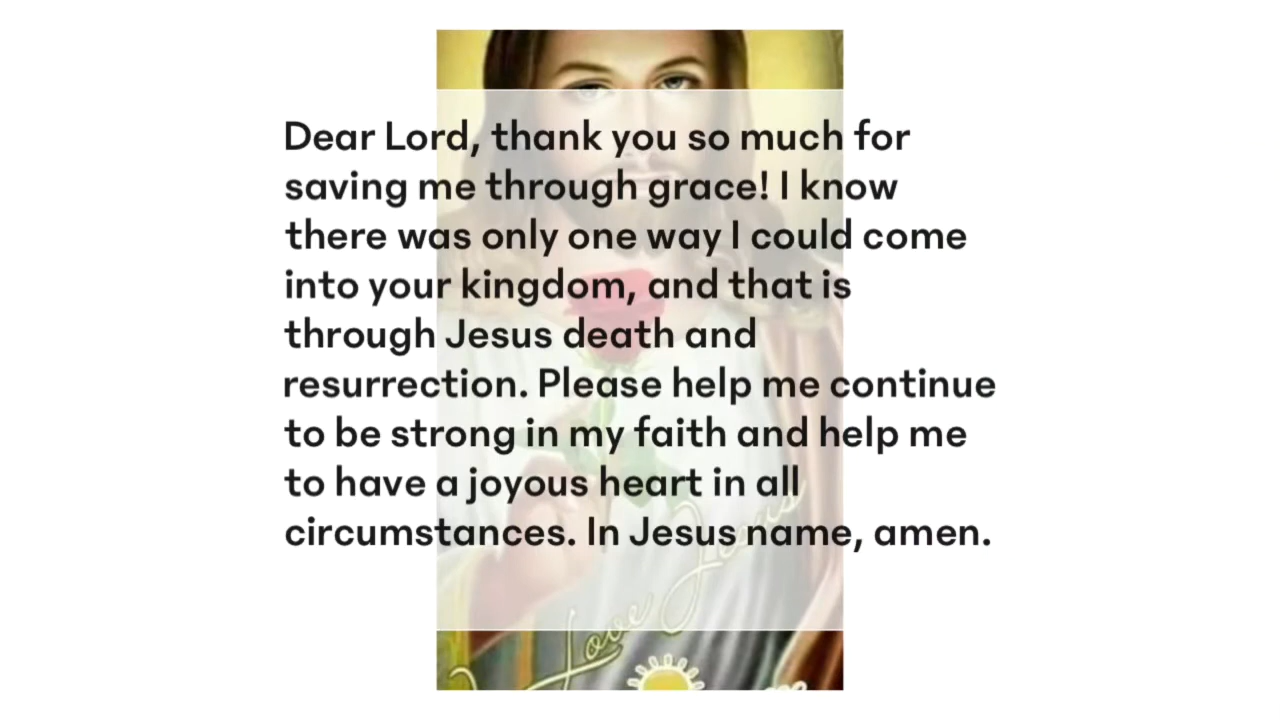 Dear Lord, thank you so much for
saving me through grace! I know
there was only one way I could come
into your kingdom, and that is
through Jesus death and
resurrection. Please help me continue
to be strong in my faith and help me
to have a joyous heart in all
circumstances. In Jesus name, amen.
I Love Jesus